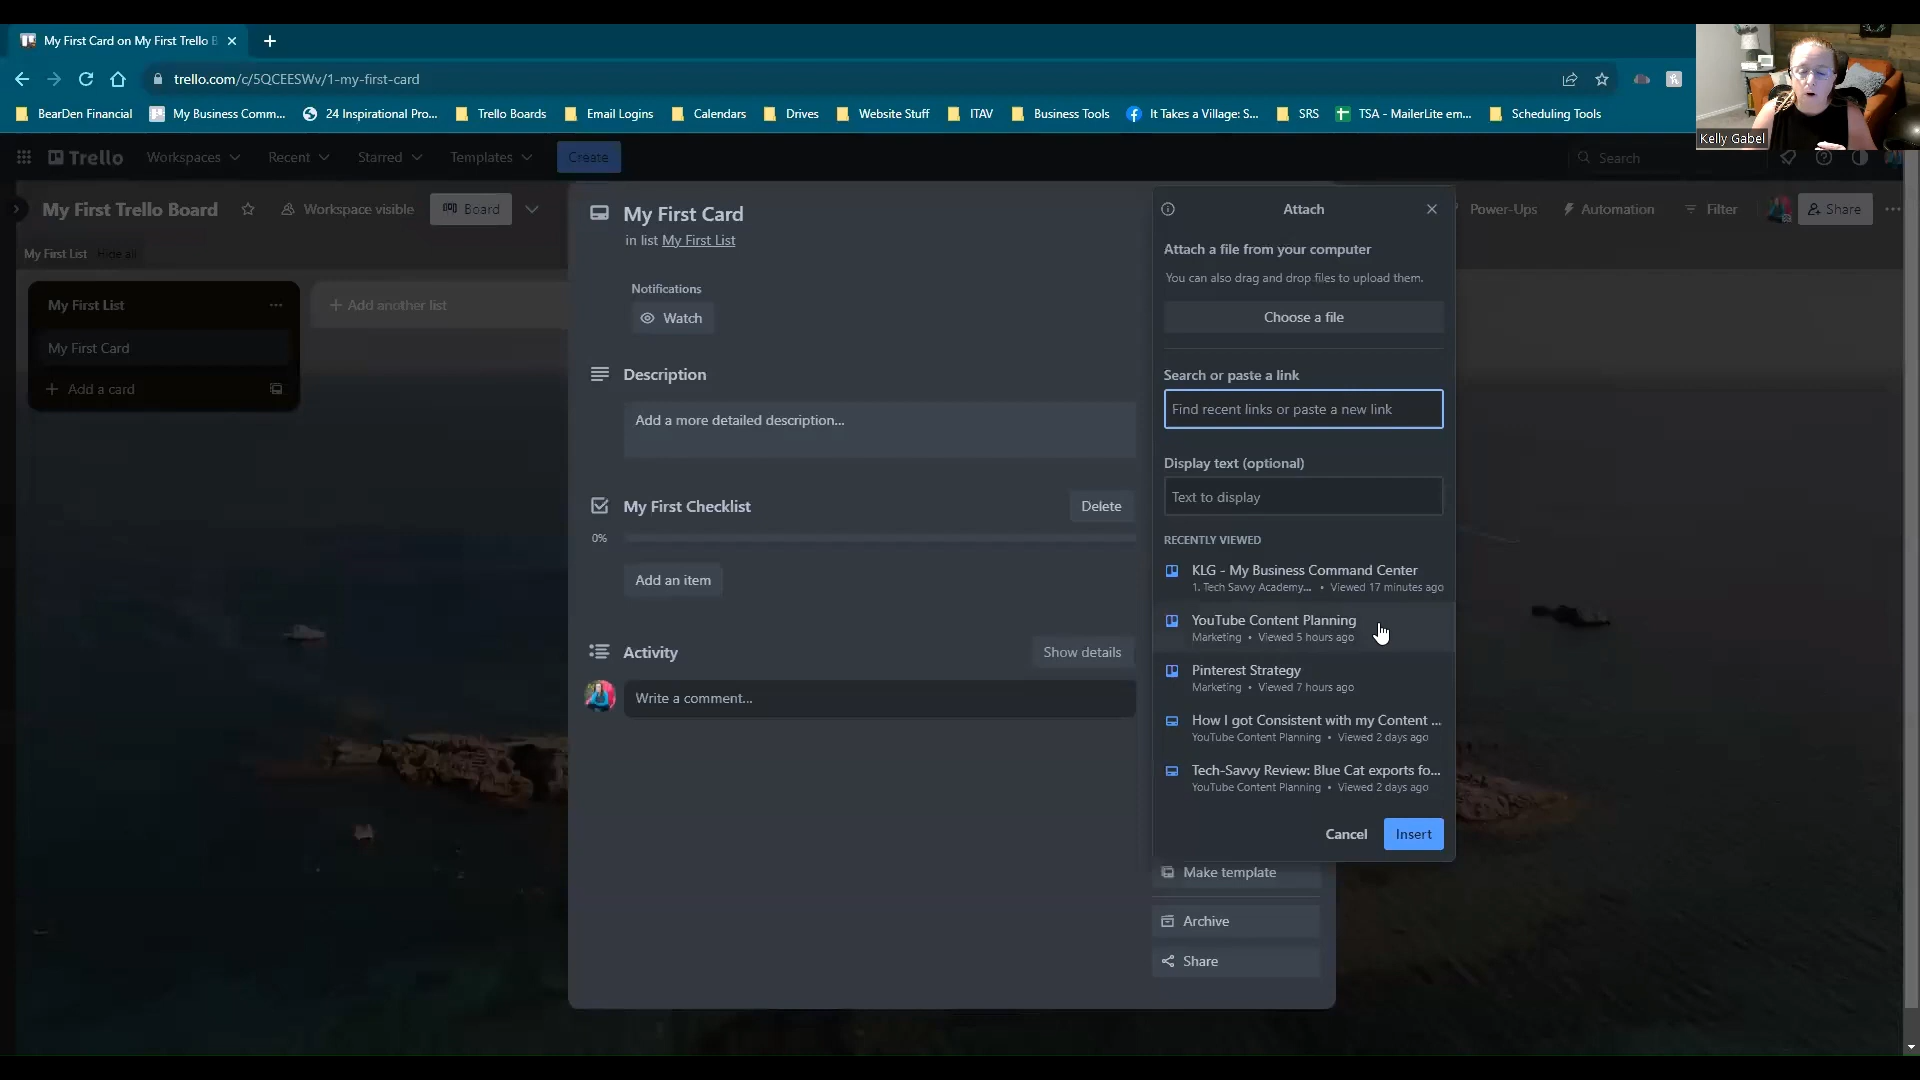 My First Card on My First Trello B
trello.com/c/5QCEESWv/1-my-first-card
BearDen Financial
My Business Comm...
24 Inspirational Pro...
Trello Boards
Email Logins
Calendars
Drives
Website Stuff
ITAV
Business Tools
It Takes a Village: S...
SRS
TSA - MailerLite em...
Scheduling Tools
Kelly Gabel
Trello
Workspaces
Recent
Starred
Templates
Create
Search
My First Trello Board
Workspace visible
Board
Power-Ups
Automation
Filter
Share
My First List
Hide all
My First List
My First Card
Add a card
Add another list
My First Card
in list My First List
Notifications
Watch
Description
Add a more detailed description...
My First Checklist
Delete
0%
Add an item
Activity
Show details
Write a comment...
Attach
Attach a file from your computer
You can also drag and drop files to upload them.
Choose a file
Search or paste a link
Find recent links or paste a new link
Display text (optional)
Text to display
RECENTLY VIEWED
KLG - My Business Command Center
1. Tech Savvy Academy... • Viewed 17 minutes ago
YouTube Content Planning
Marketing • Viewed 5 hours ago
Pinterest Strategy
Marketing • Viewed 7 hours ago
How I got Consistent with my Content ...
YouTube Content Planning • Viewed 2 days ago
Tech-Savvy Review: Blue Cat exports fo...
YouTube Content Planning • Viewed 2 days ago
Cancel
Insert
Make template
Archive
Share